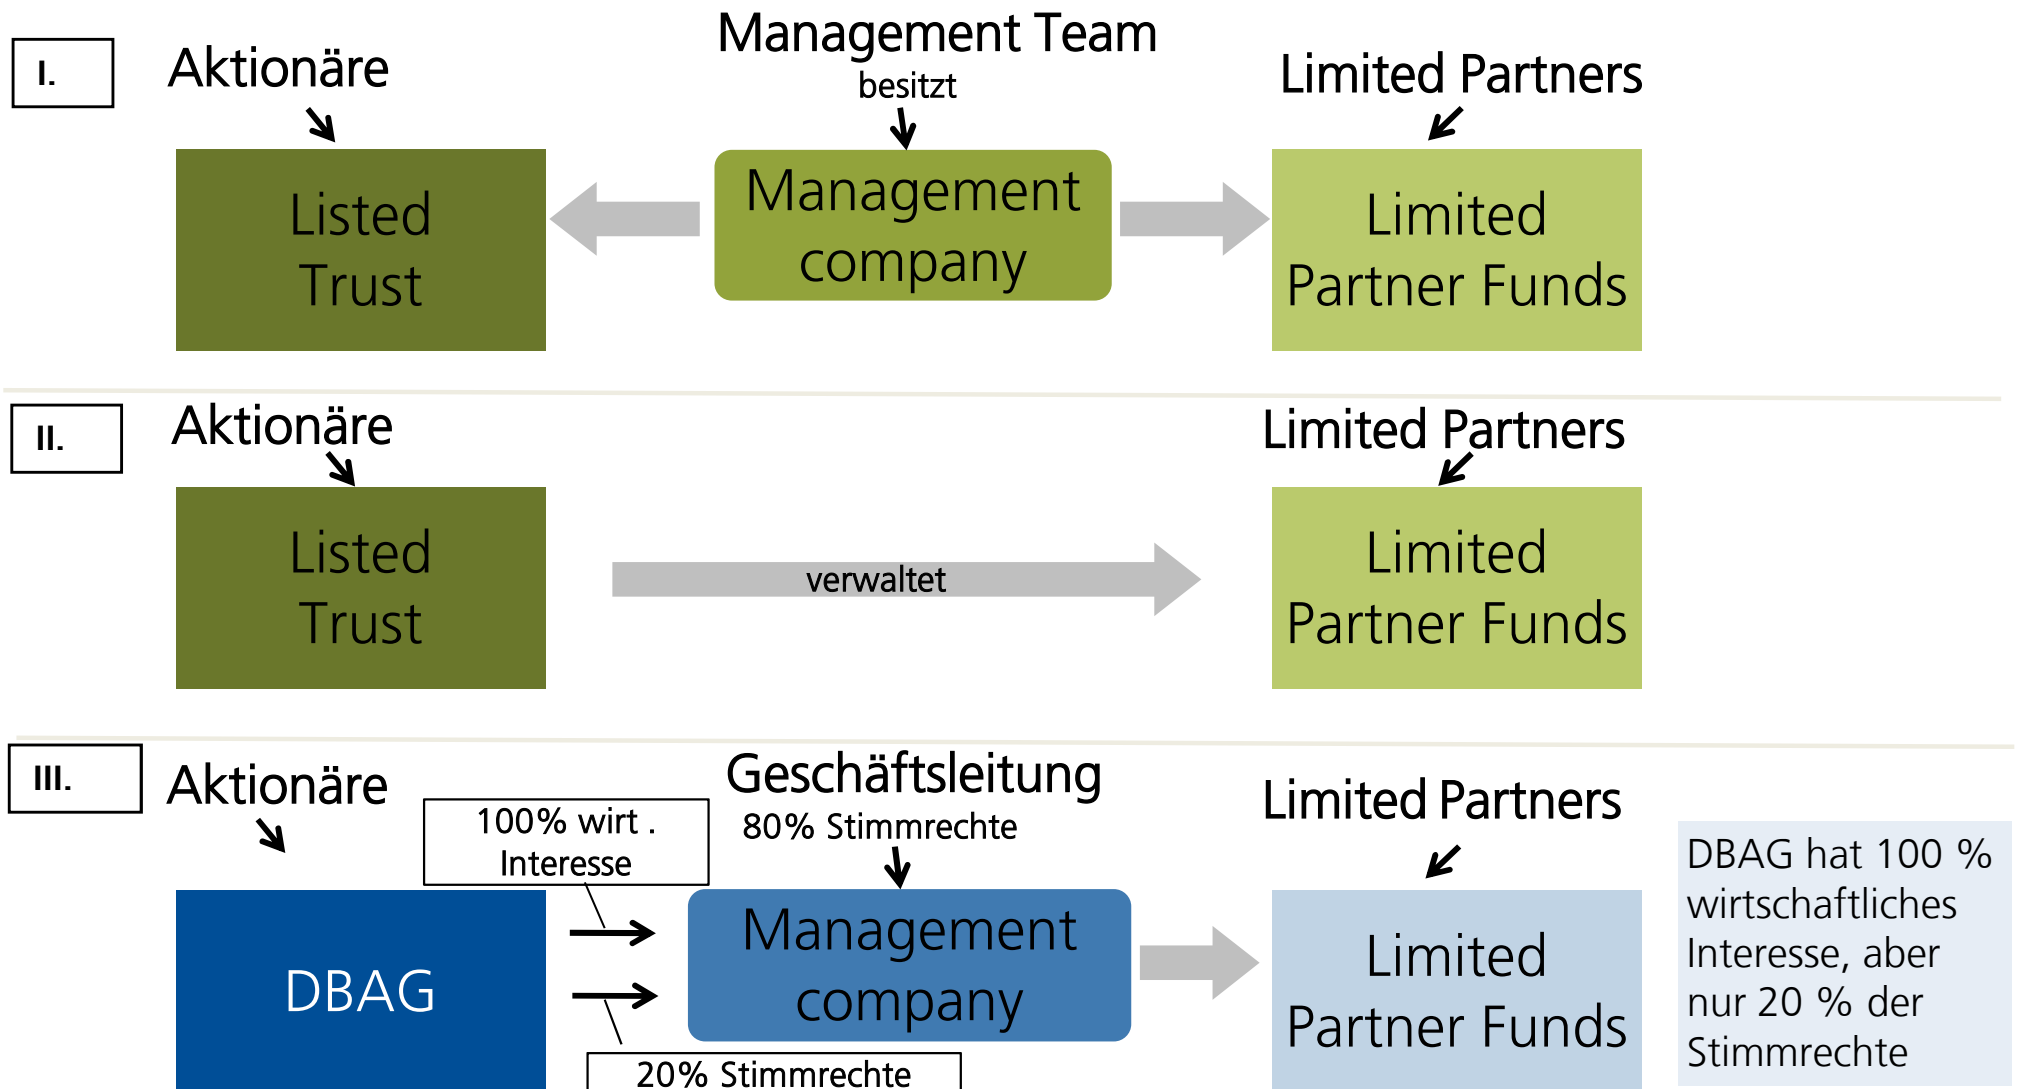 I.
Aktionäre
Management Team
besitzt
Limited Partners
Listed
Trust
Management
company
Limited
Partner Funds
II.
Aktionäre
Limited Partners
Listed
Trust
verwaltet
Limited
Partner Funds
III.
Aktionäre
100% wirt .
Interesse
Geschäftsleitung
80% Stimmrechte
Limited Partners
DBAG
Management
company
20% Stimmrechte
Limited
Partner Funds
DBAG hat 100 %
wirtschaftliches
Interesse, aber
nur 20 % der
Stimmrechte